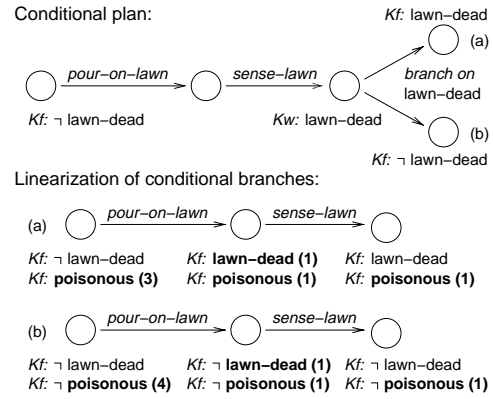 Conditional plan:
Kf: lawn-dead
(a)
pour-on-lawn
sense-lawn
branch on
lawn-dead
Kf: ¬ lawn-dead
Kw: lawn-dead
(b)
Kf: ¬ lawn-dead
Linearization of conditional branches:
(a)
pour-on-lawn
sense-lawn
Kf: ¬ lawn-dead Kf: lawn-dead (1) Kf: lawn-dead
Kf: poisonous (3) Kf: poisonous (1) Kf: poisonous (1)
(b)
pour-on-lawn
sense-lawn
Kf: ¬ lawn-dead Kf: ¬ lawn-dead (1) Kf: ¬ lawn-dead
Kf: ¬ poisonous (4) Kf: ¬ poisonous (1) Kf: ¬ poisonous (1)